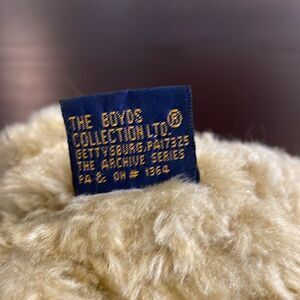 THE BOYDS
COLLECTION LTD®
GETTYSBURG, PA17325
THE ARCHIVE SERIES
PA & OH # 1364